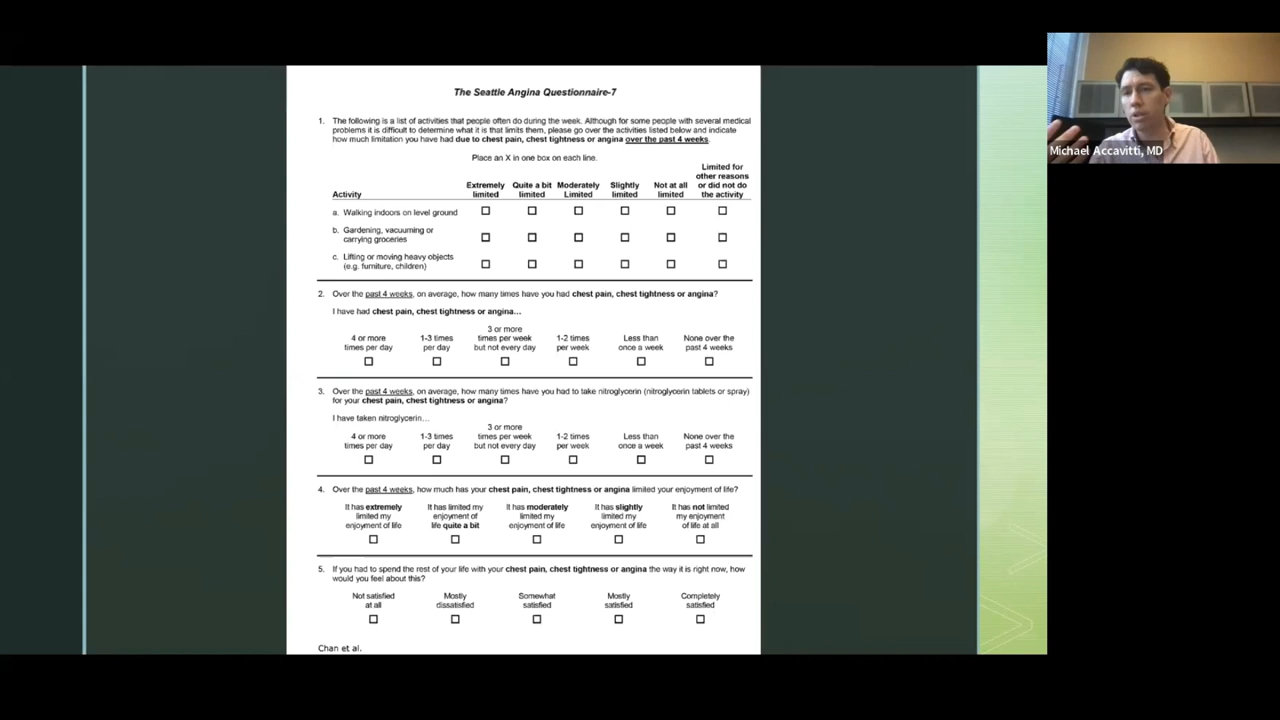 The Seattle Angina Questionnaire-7
1. The following is a list of activities that people often do during the week. Although for some people with several medical
problems it is difficult to determine what it is that limits them, please go over the activities listed below and indicate
how much limitation you have had due to chest pain, chest tightness or angina over the past 4 weeks.
Place an X in one box on each line.
Activity
Extremely
limited
Quite a bit
limited
Moderately
Limited
Slightly
limited
Not at all
limited
Limited for
other reasons
or did not do
the activity
a. Walking indoors on level ground
b. Gardening, vacuuming or
carrying groceries
c. Lifting or moving heavy objects
(e.g. furniture, children)
2. Over the past 4 weeks, on average, how many times have you had chest pain, chest tightness or angina?
I have had chest pain, chest tightness or angina...
4 or more
times per day
1-3 times
per day
3 or more
times per week
but not every day
1-2 times
per week
Less than
once a week
None over the
past 4 weeks
3. Over the past 4 weeks, on average, how many times have you had to take nitroglycerin (nitroglycerin tablets or spray)
for your chest pain, chest tightness or angina?
I have taken nitroglycerin...
4 or more
times per day
1-3 times
per day
3 or more
times per week
but not every day
1-2 times
per week
Less than
once a week
None over the
past 4 weeks
4. Over the past 4 weeks, how much has your chest pain, chest tightness or angina limited your enjoyment of life?
It has extremely
limited my
enjoyment of life
It has limited my
enjoyment of
life quite a bit
It has moderately
limited my
enjoyment of life
It has slightly
limited my
enjoyment of life
It has not limited
my enjoyment
of life at all
5. If you had to spend the rest of your life with your chest pain, chest tightness or angina the way it is right now, how
would you feel about this?
Not satisfied
at all
Mostly
dissatisfied
Somewhat
satisfied
Mostly
satisfied
Completely
satisfied
Chan et al.
Michael Accavitti, MD